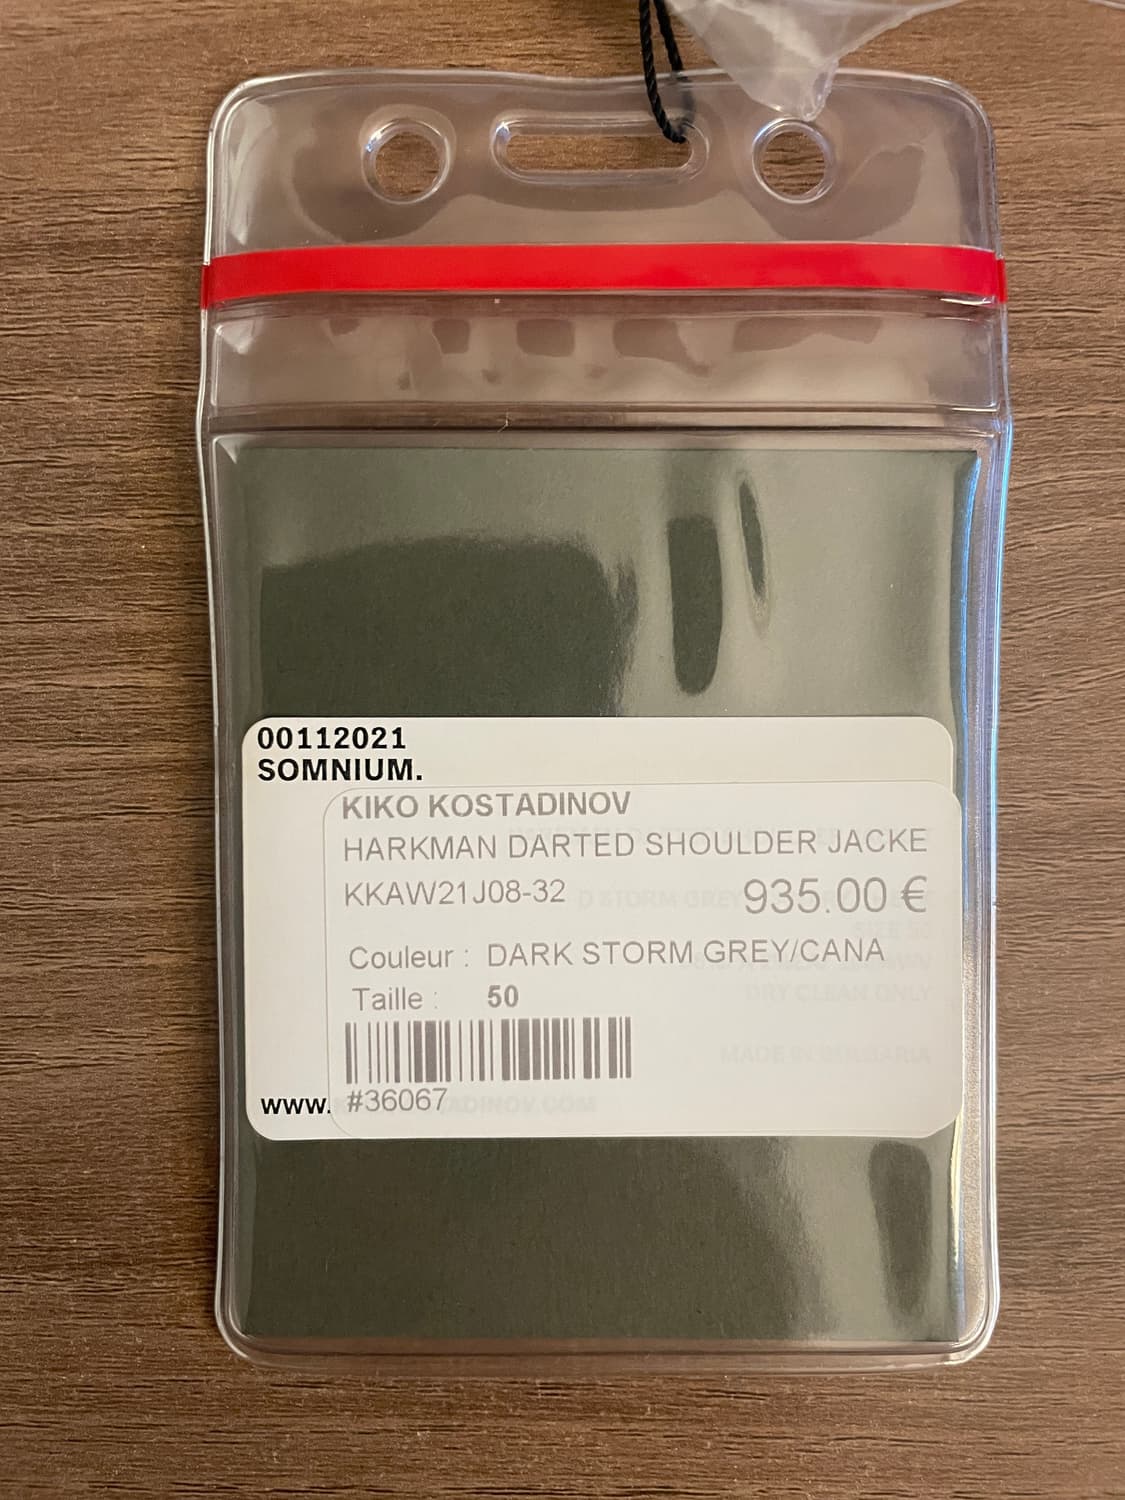 00112021
SOMNIUM.
KIKO KOSTADINOV
HARKMAN DARTED SHOULDER JACKE
KKAW21J08-32 935.00 €
Couleur : DARK STORM GREY/CANA
Taille : 50
DRY CLEAN ONLY
MADE IN BULGARIA
#36067
www.